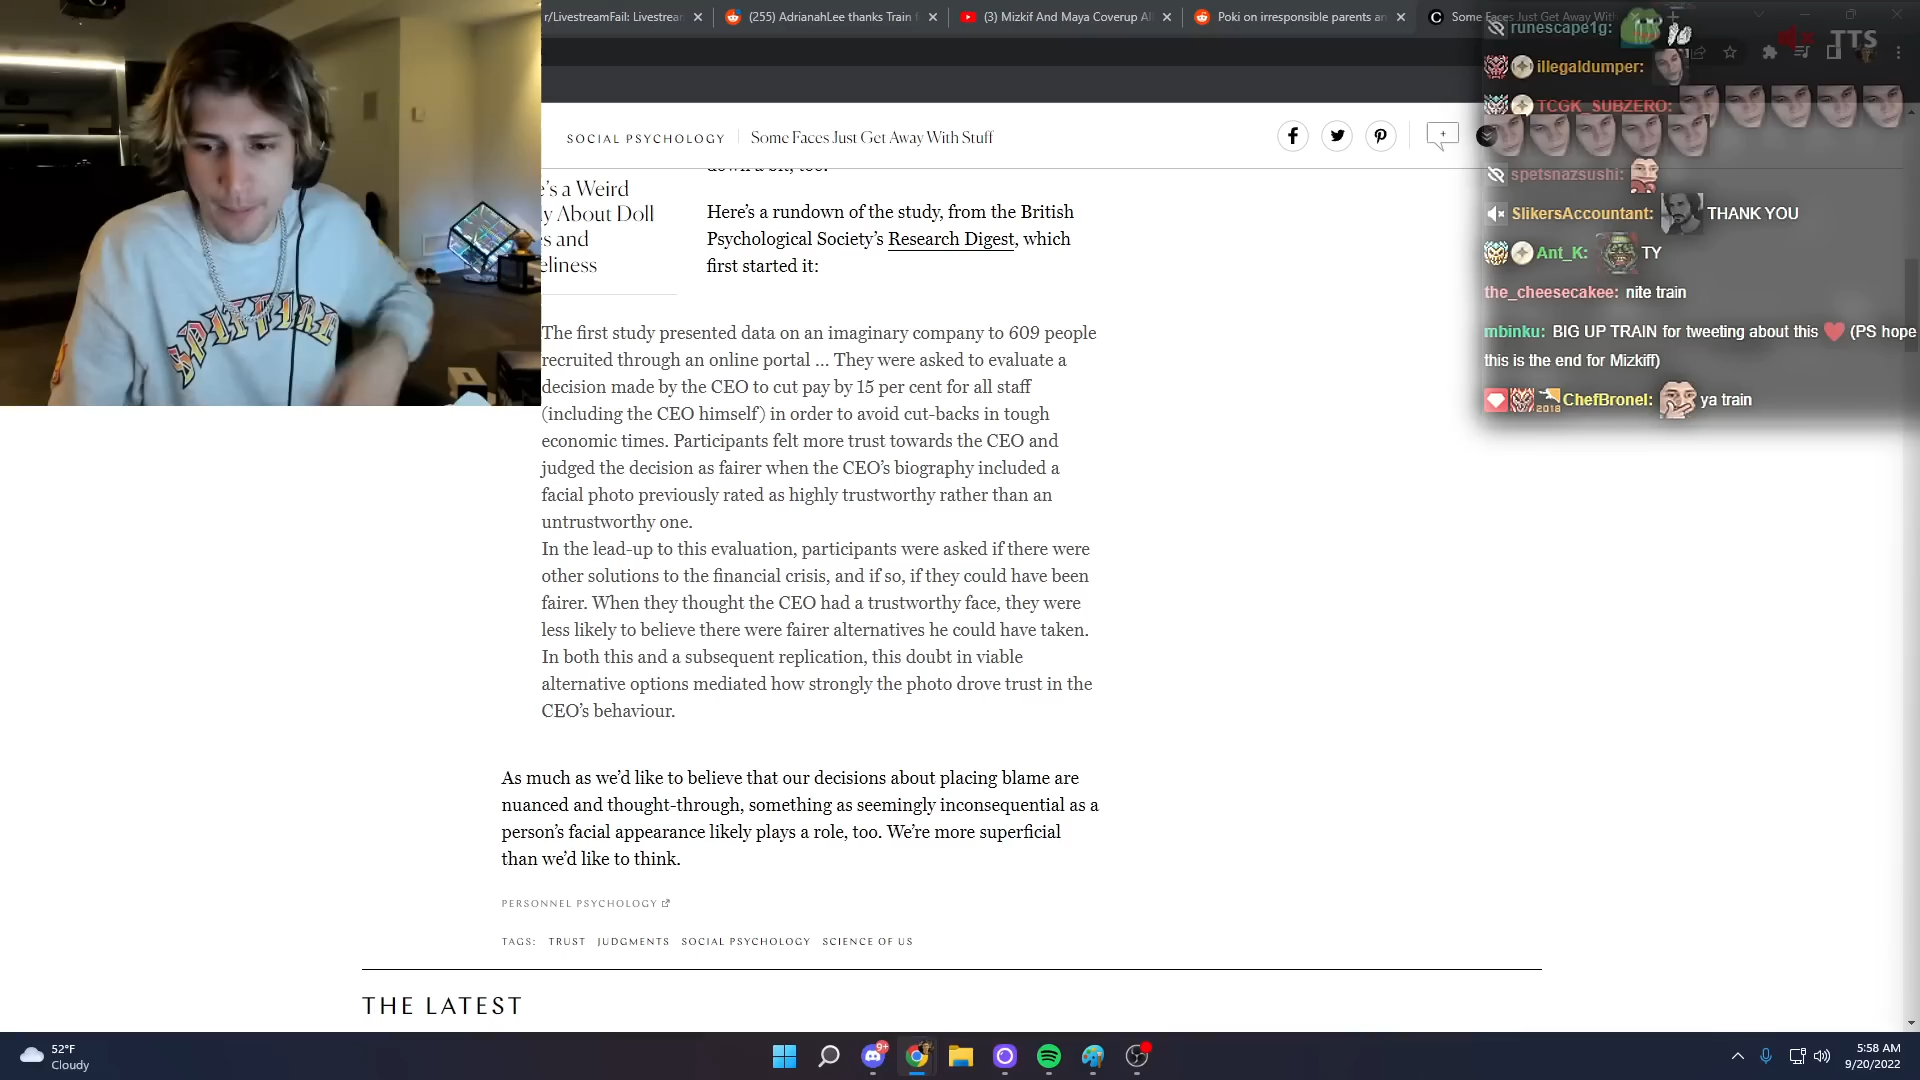 r/LivestreamFail: Livestrea
(255) AdrianahLee thanks Train f
(3) Mizkif And Maya Coverup Al
Poki on irresponsible parents an
Some Faces Just Get Away With
SOCIAL PSYCHOLOGY
Some Faces Just Get Away With Stuff
e's a Weird
y About Doll
s and
eliness
down a bit, too:
Here's a rundown of the study, from the British
Psychological Society's Research Digest, which
first started it:
The first study presented data on an imaginary company to 609 people
recruited through an online portal ... They were asked to evaluate a
decision made by the CEO to cut pay by 15 per cent for all staff
(including the CEO himself) in order to avoid cut-backs in tough
economic times. Participants felt more trust towards the CEO and
judged the decision as fairer when the CEO's biography included a
facial photo previously rated as highly trustworthy rather than an
untrustworthy one.
In the lead-up to this evaluation, participants were asked if there were
other solutions to the financial crisis, and if so, if they could have been
fairer. When they thought the CEO had a trustworthy face, they were
less likely to believe there were fairer alternatives he could have taken.
In both this and a subsequent replication, this doubt in viable
alternative options mediated how strongly the photo drove trust in the
CEO's behaviour.
As much as we'd like to believe that our decisions about placing blame are
nuanced and thought-through, something as seemingly inconsequential as a
person's facial appearance likely plays a role, too. We're more superficial
than we'd like to think.
PERSONNEL PSYCHOLOGY
TAGS: TRUST JUDGMENTS SOCIAL PSYCHOLOGY SCIENCE OF US
THE LATEST
runescape1g:
TTS
illegaldumper:
TCGK_SUBZERO:
spetsnazsushi:
SlikersAccountant: THANK YOU
Ant_K: TY
the_cheesecakee: nite train
mbinku: BIG UP TRAIN for tweeting about this ❤ (PS hope
this is the end for Mizkiff)
2018 ChefBronel: ya train
SPITFIRE
52°F
Cloudy
9+
5:58 AM
9/20/2022